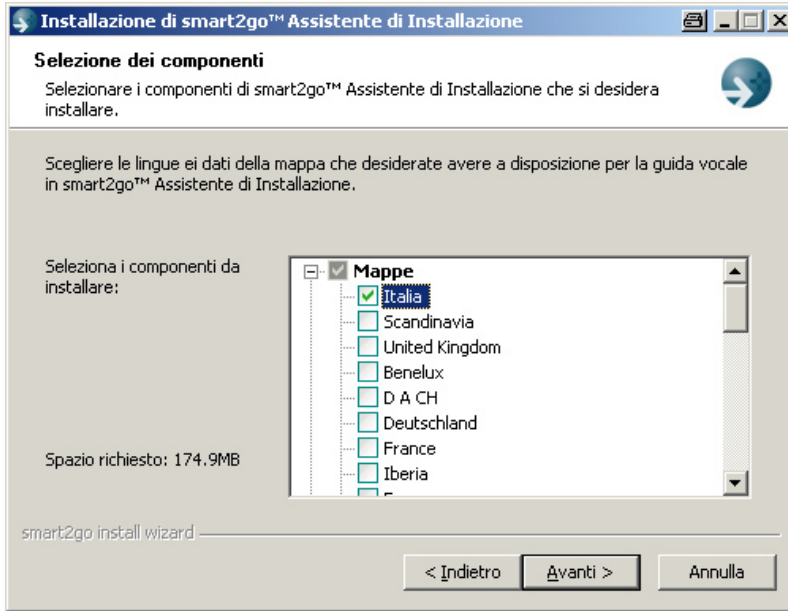 Installazione di smart2go™ Assistente di Installazione
Selezione dei componenti
Selezionare i componenti di smart2go™ Assistente di Installazione che si desidera
installare.
Scegliere le lingue ei dati della mappa che desiderate avere a disposizione per la guida vocale
in smart2go™ Assistente di Installazione.
Seleziona i componenti da
installare:
Mappe
Italia
Scandinavia
United Kingdom
Benelux
D A CH
Deutschland
France
Iberia
Spazio richiesto: 174.9MB
smart2go install wizard
< Indietro
Avanti >
Annulla